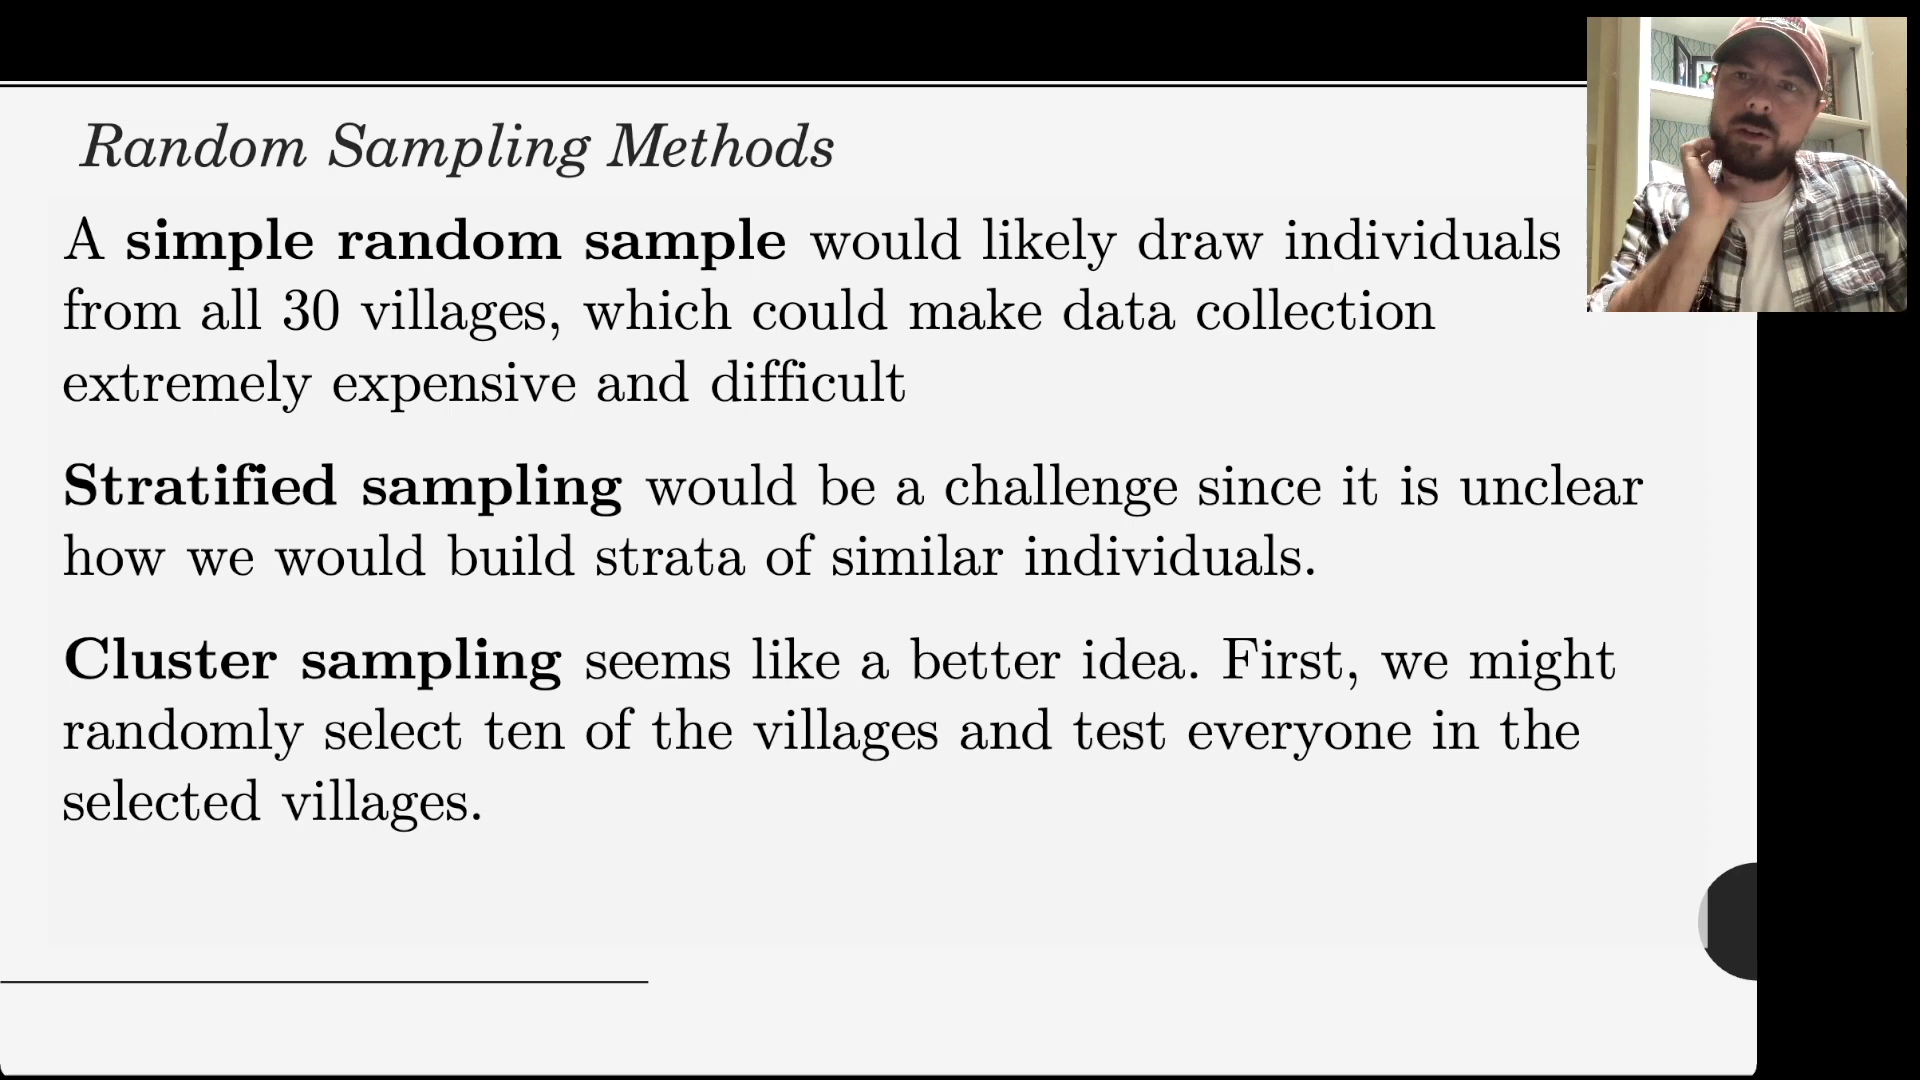 Random Sampling Methods
A simple random sample would likely draw individuals
from all 30 villages, which could make data collection
extremely expensive and difficult
Stratified sampling would be a challenge since it is unclear
how we would build strata of similar individuals.
Cluster sampling seems like a better idea. First, we might
randomly select ten of the villages and test everyone in the
selected villages.